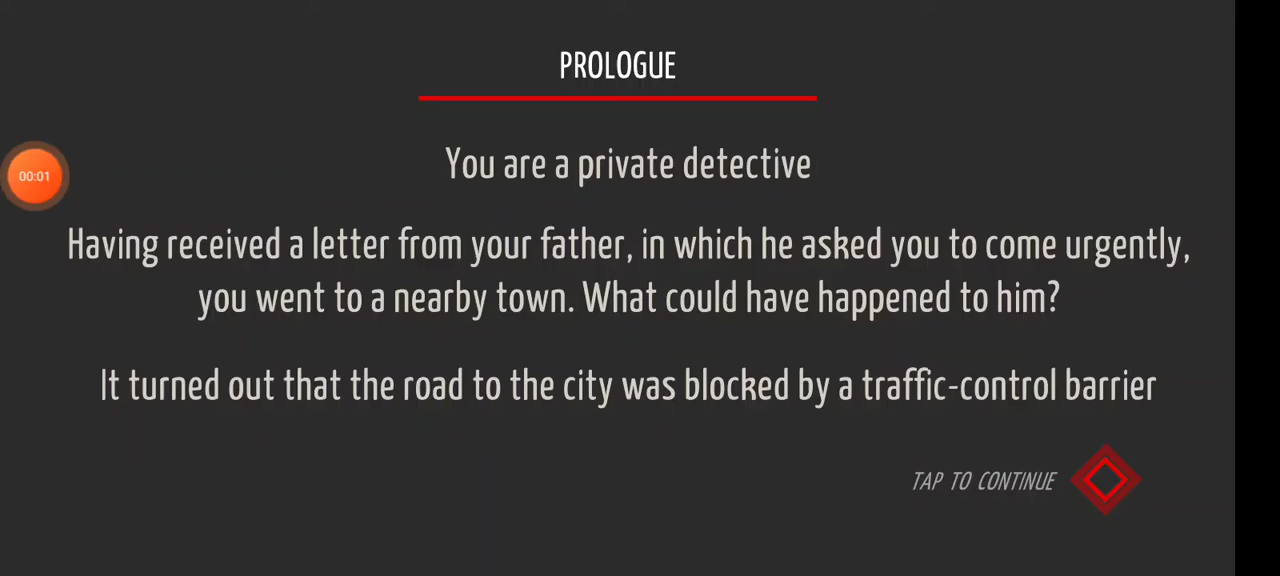 PROLOGUE
You are a private detective
00:01
Having received a letter from your father, in which he asked you to come urgently,
you went to a nearby town. What could have happened to him?
It turned out that the road to the city was blocked by a traffic-control barrier
TAP TO CONTINUE